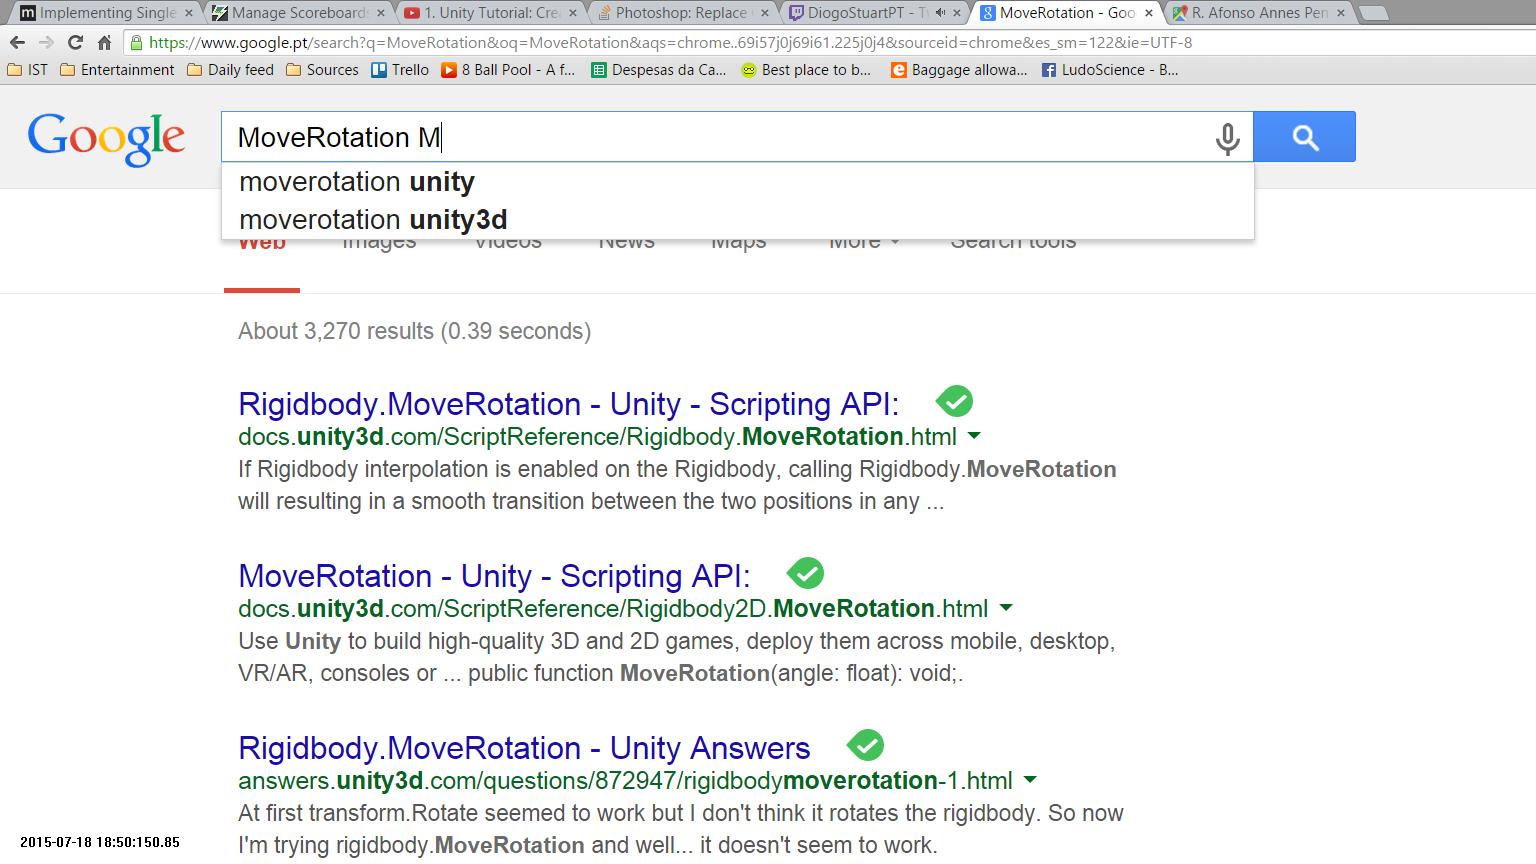 Implementing Single
Manage Scoreboards
1. Unity Tutorial: Cre
Photoshop: Replace
DiogoStuartPT - Tw
MoveRotation - Goo
R. Afonso Annes Pen
https://www.google.pt/search?q=MoveRotation&oq=MoveRotation&aqs=chrome..69i57j0j69i61.225j0j4&sourceid=chrome&es_sm=122&ie=UTF-8
IST Entertainment Daily feed Sources Trello 8 Ball Pool - A f... Despesas da Ca... Best place to b... Baggage allowa... LudoScience - B...
Google
MoveRotation M
moverotation unity
moverotation unity3d
Web Images Videos News Maps More Search tools
About 3,270 results (0.39 seconds)
Rigidbody.MoveRotation - Unity - Scripting API:
docs.unity3d.com/ScriptReference/Rigidbody.MoveRotation.html
If Rigidbody interpolation is enabled on the Rigidbody, calling Rigidbody.MoveRotation
will resulting in a smooth transition between the two positions in any ...
MoveRotation - Unity - Scripting API:
docs.unity3d.com/ScriptReference/Rigidbody2D.MoveRotation.html
Use Unity to build high-quality 3D and 2D games, deploy them across mobile, desktop,
VR/AR, consoles or ... public function MoveRotation(angle: float): void;.
Rigidbody.MoveRotation - Unity Answers
answers.unity3d.com/questions/872947/rigidbodymoverotation-1.html
At first transform.Rotate seemed to work but I don't think it rotates the rigidbody. So now
I'm trying rigidbody.MoveRotation and well... it doesn't seem to work.
2015-07-18 18:50:150.85